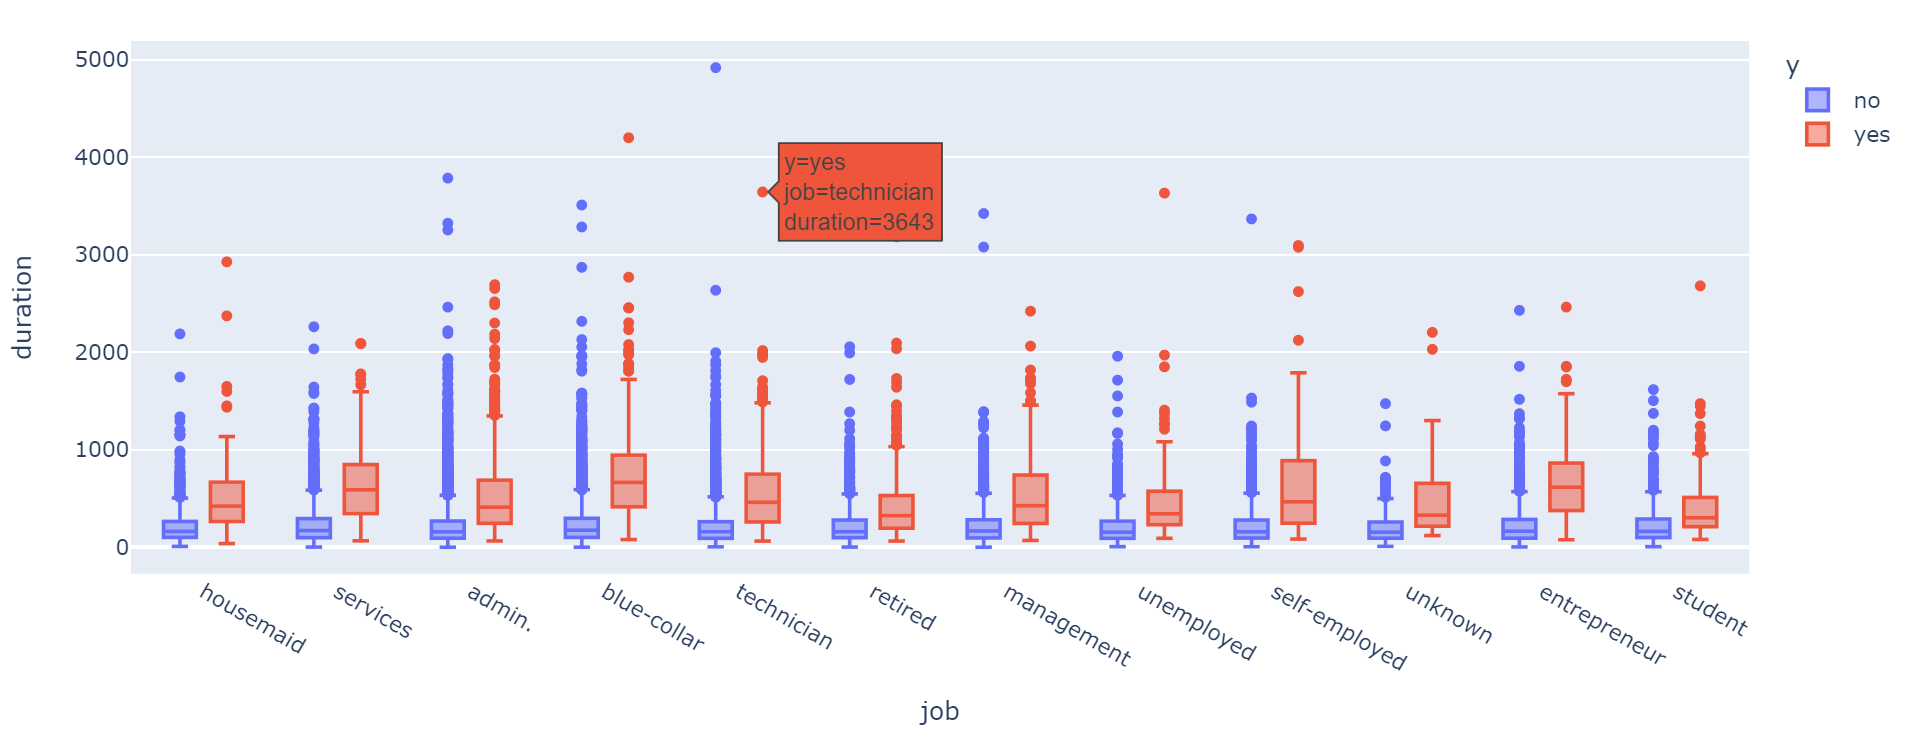 5000
4000
3000
2000
1000
0
duration
y
no
yes
y=yes
job=technician
duration=3643
housemaid
services
admin.
blue-collar
technician
retired
management
unemployed
self-employed
unknown
entrepreneur
student
job